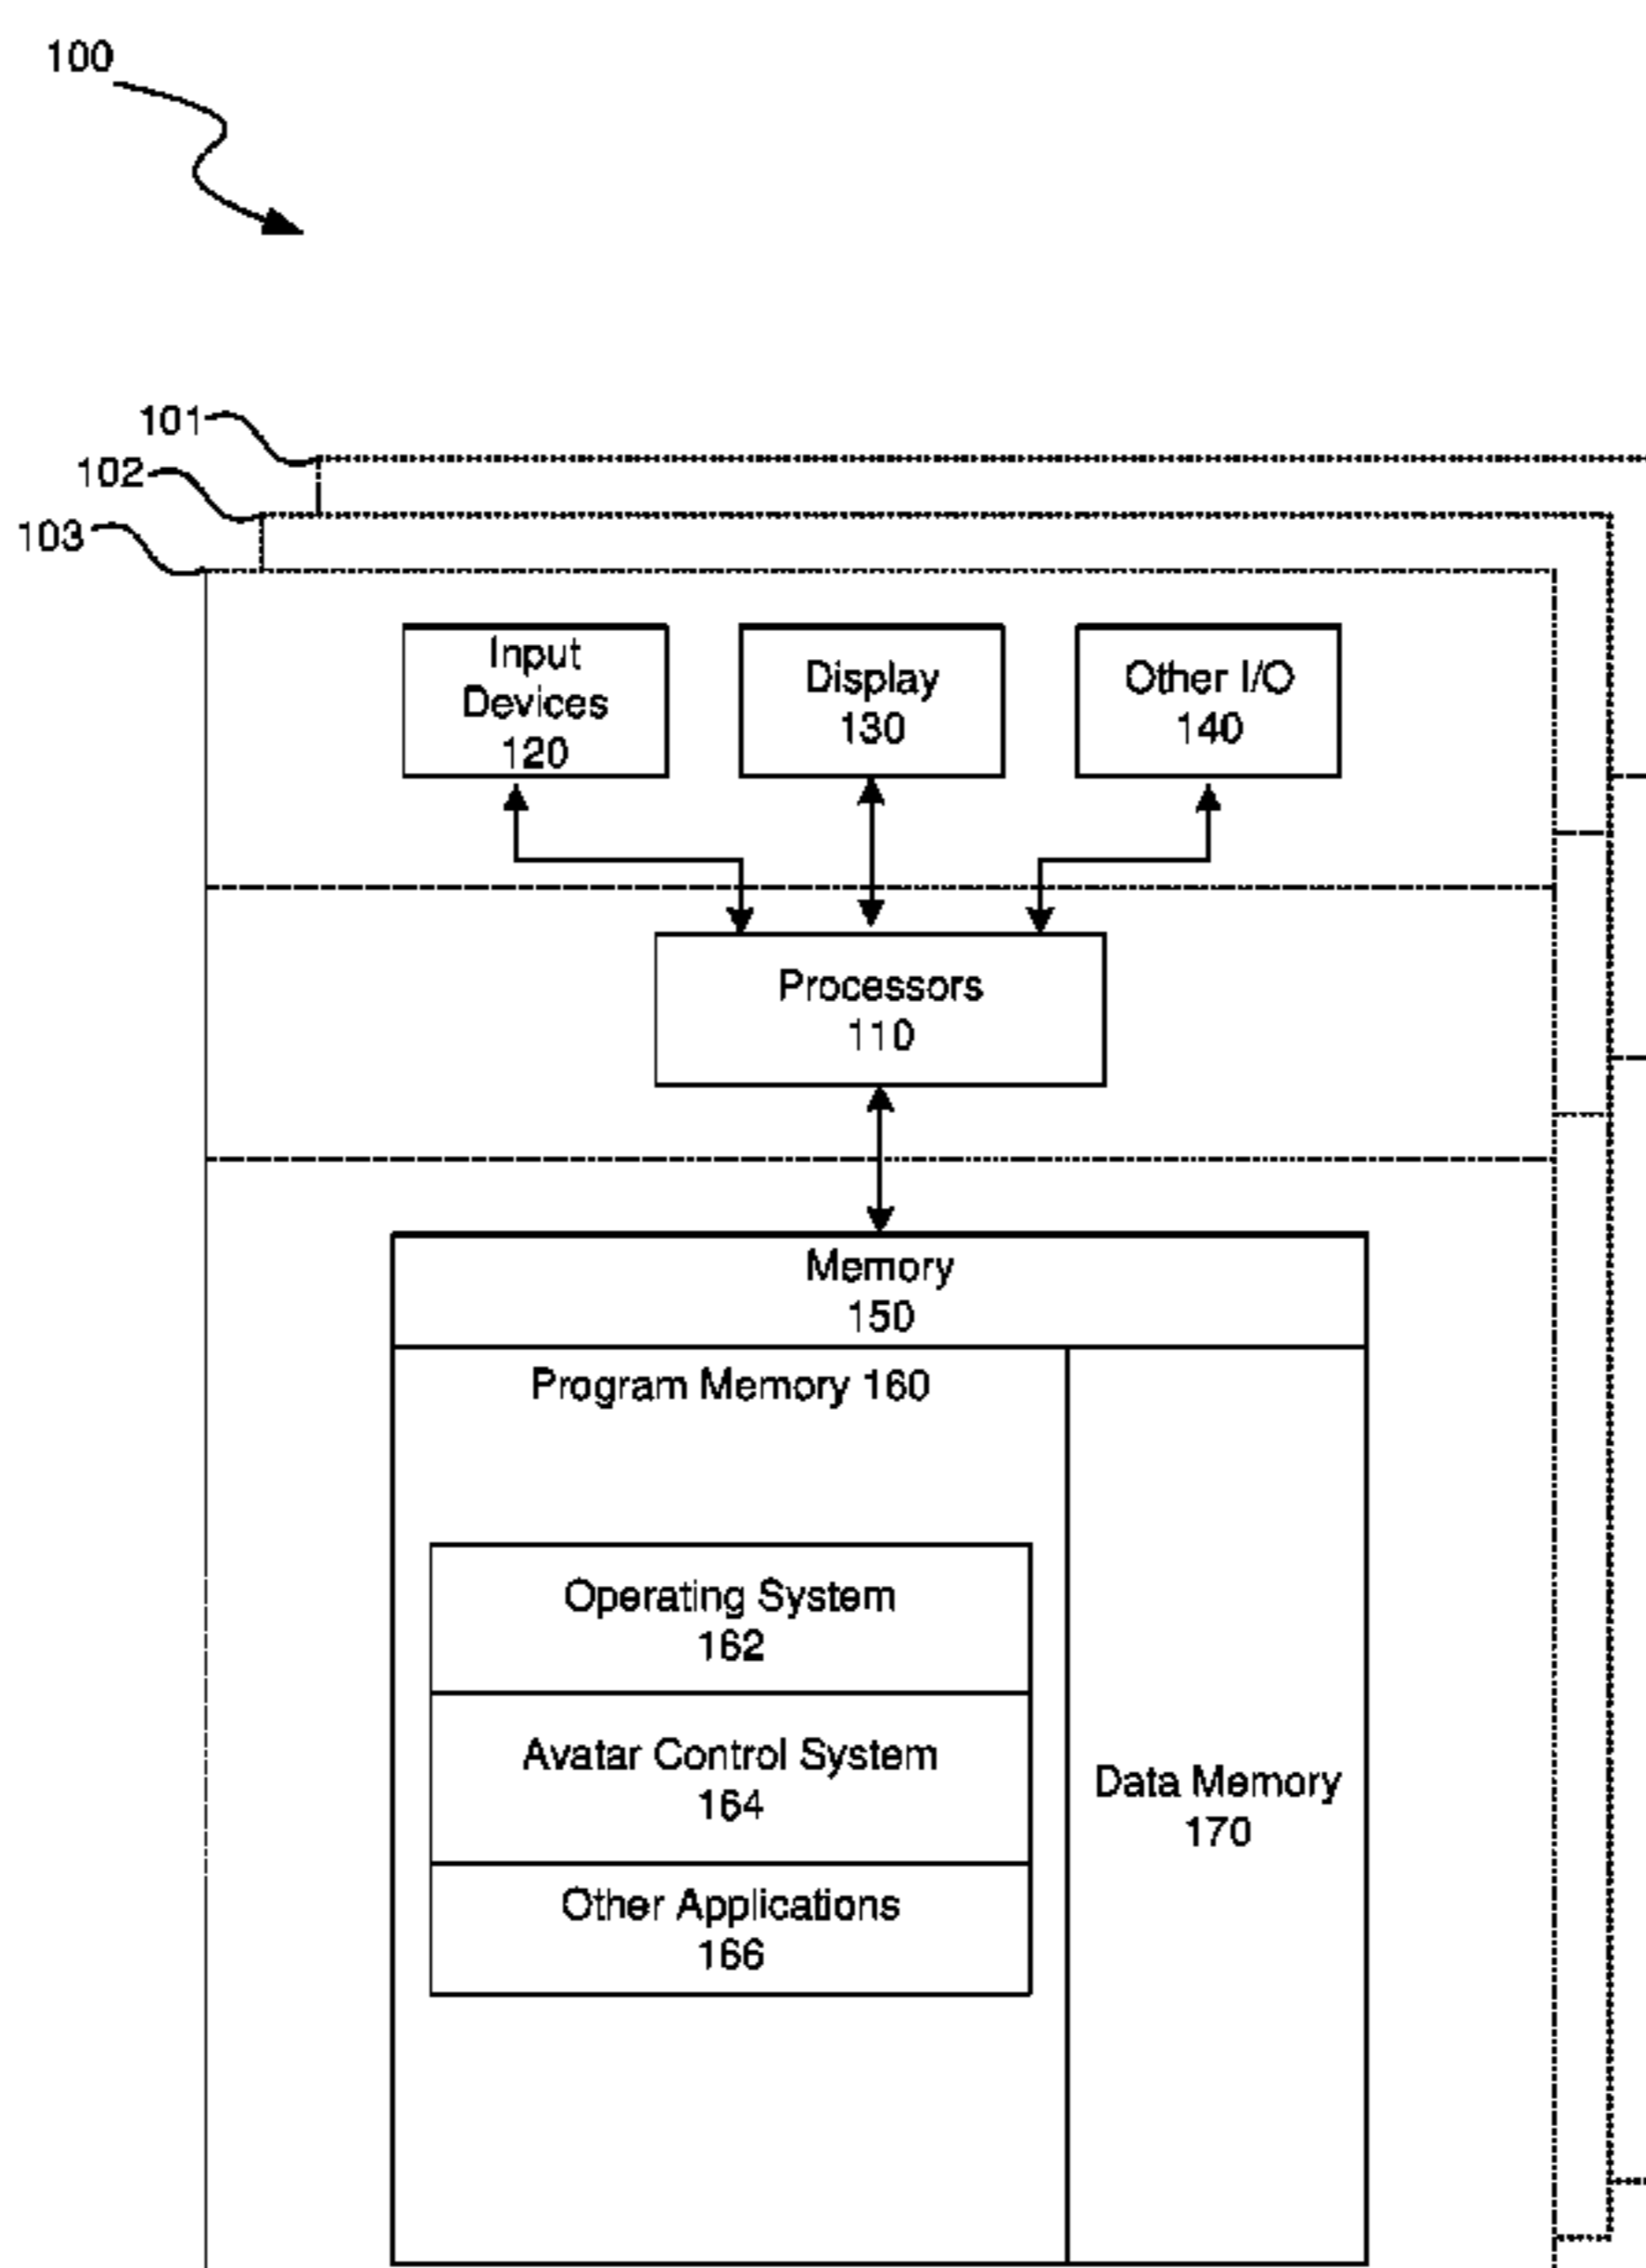 100
101
102
103
Input
Devices
120
Display
130
Other I/O
140
Processors
110
Memory
150
Program Memory 160
Operating System
162
Avatar Control System
164
Other Applications
166
Data Memory
170